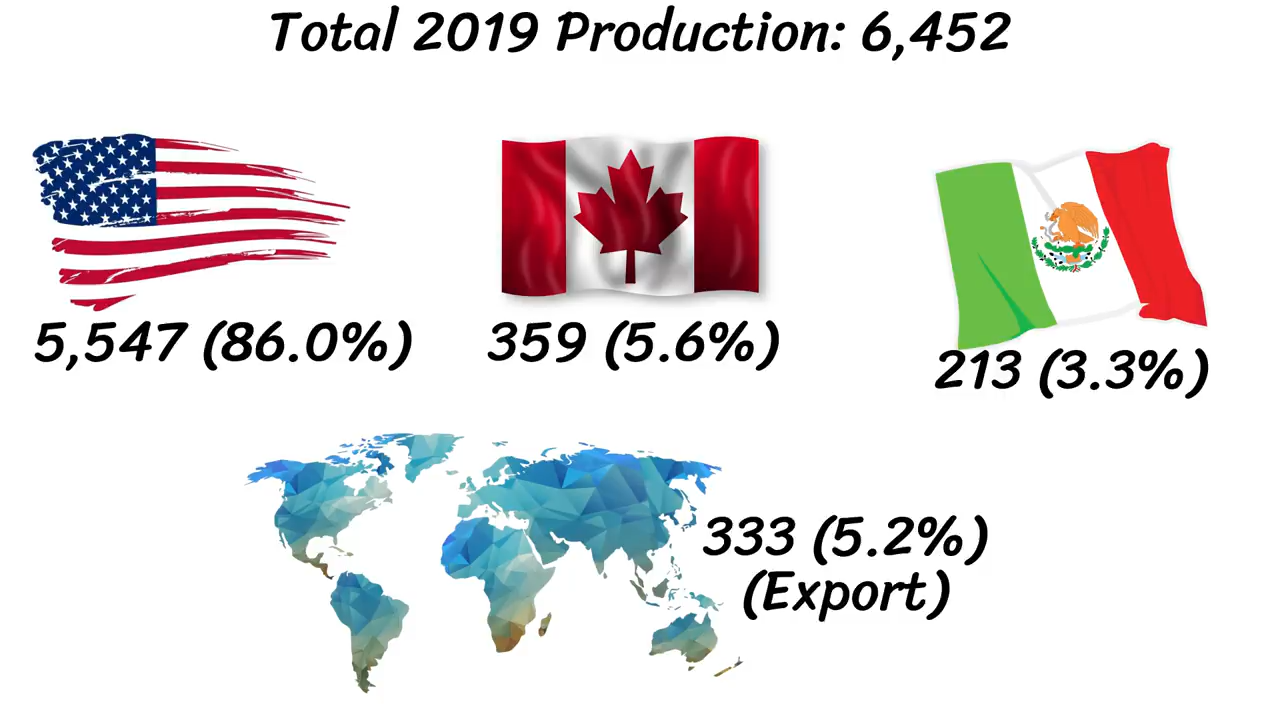 Total 2019 Production: 6,452
5,547 (86.0%)
359 (5.6%)
213 (3.3%)
333 (5.2%)
(Export)